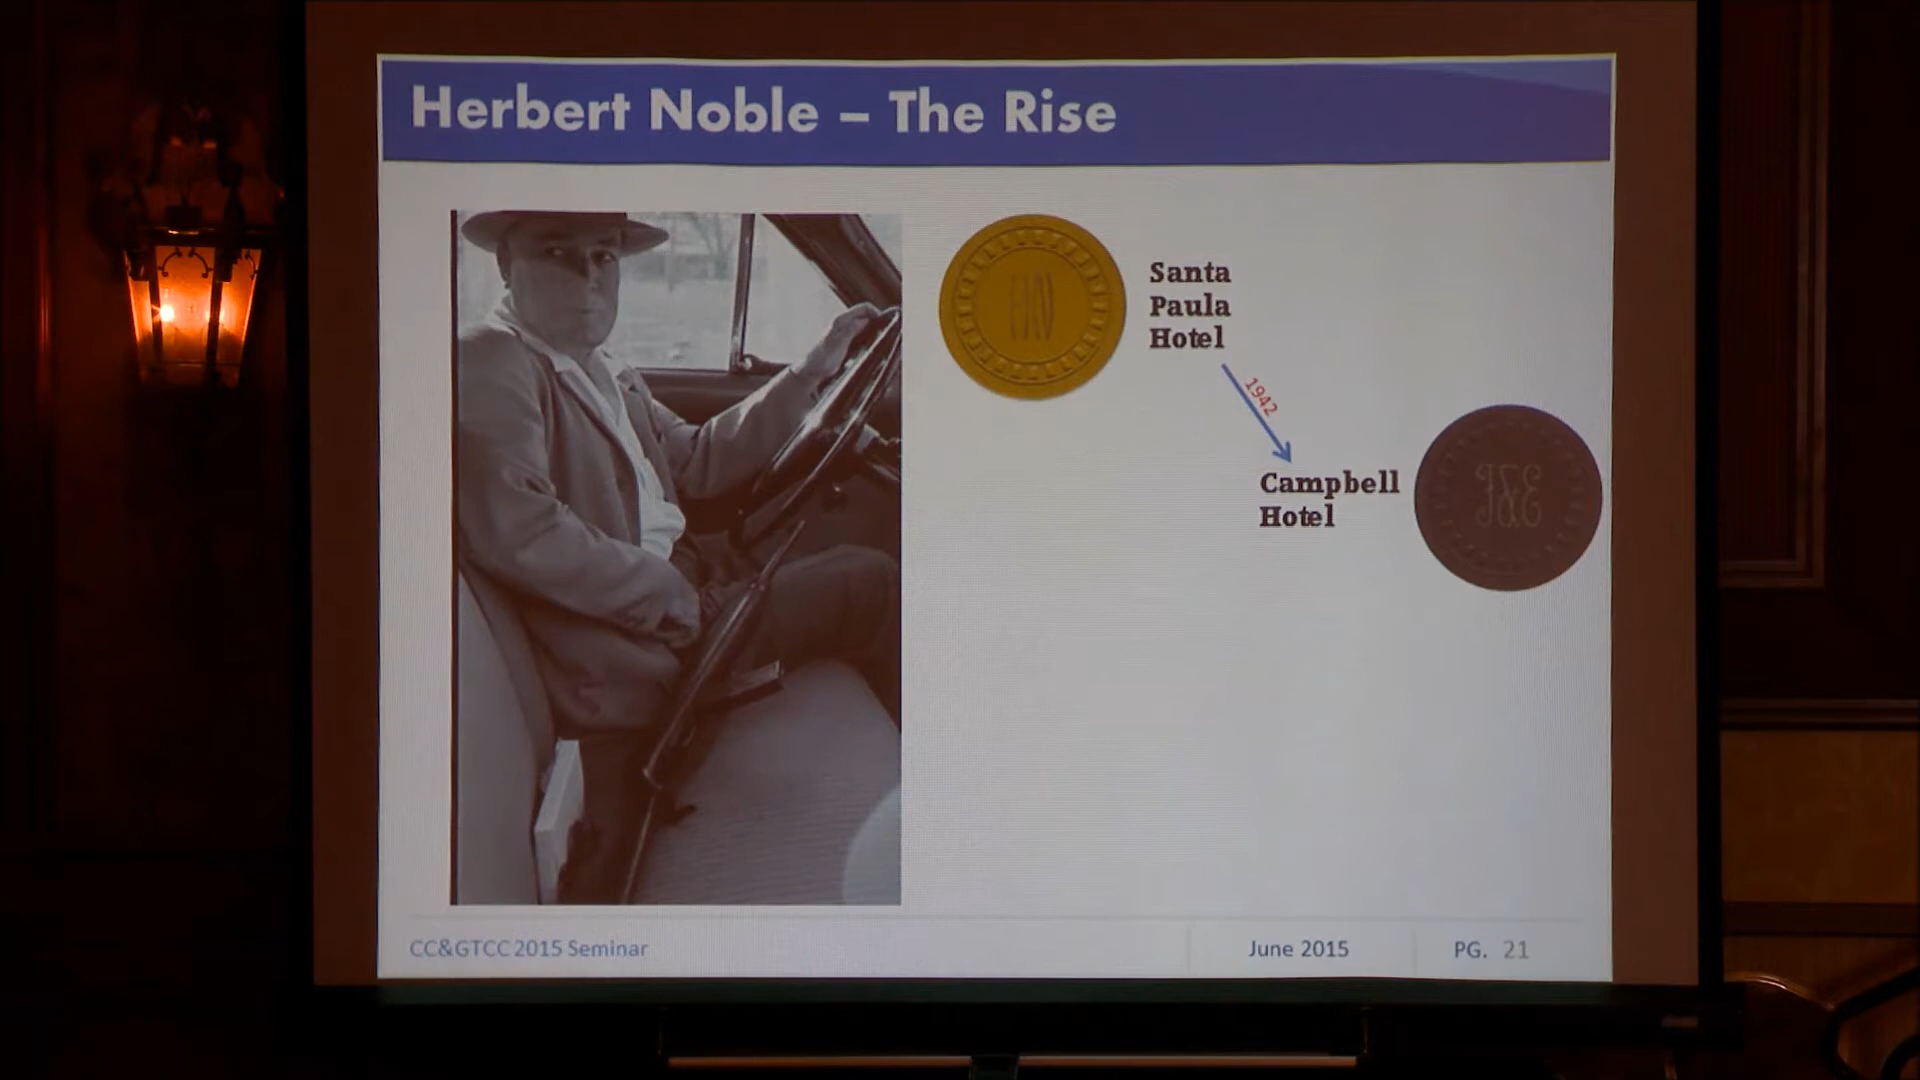 Herbert Noble – The Rise
Santa
Paula
Hotel
1942
Campbell
Hotel
J&E
CC&GTCC 2015 Seminar
June 2015
PG. 21